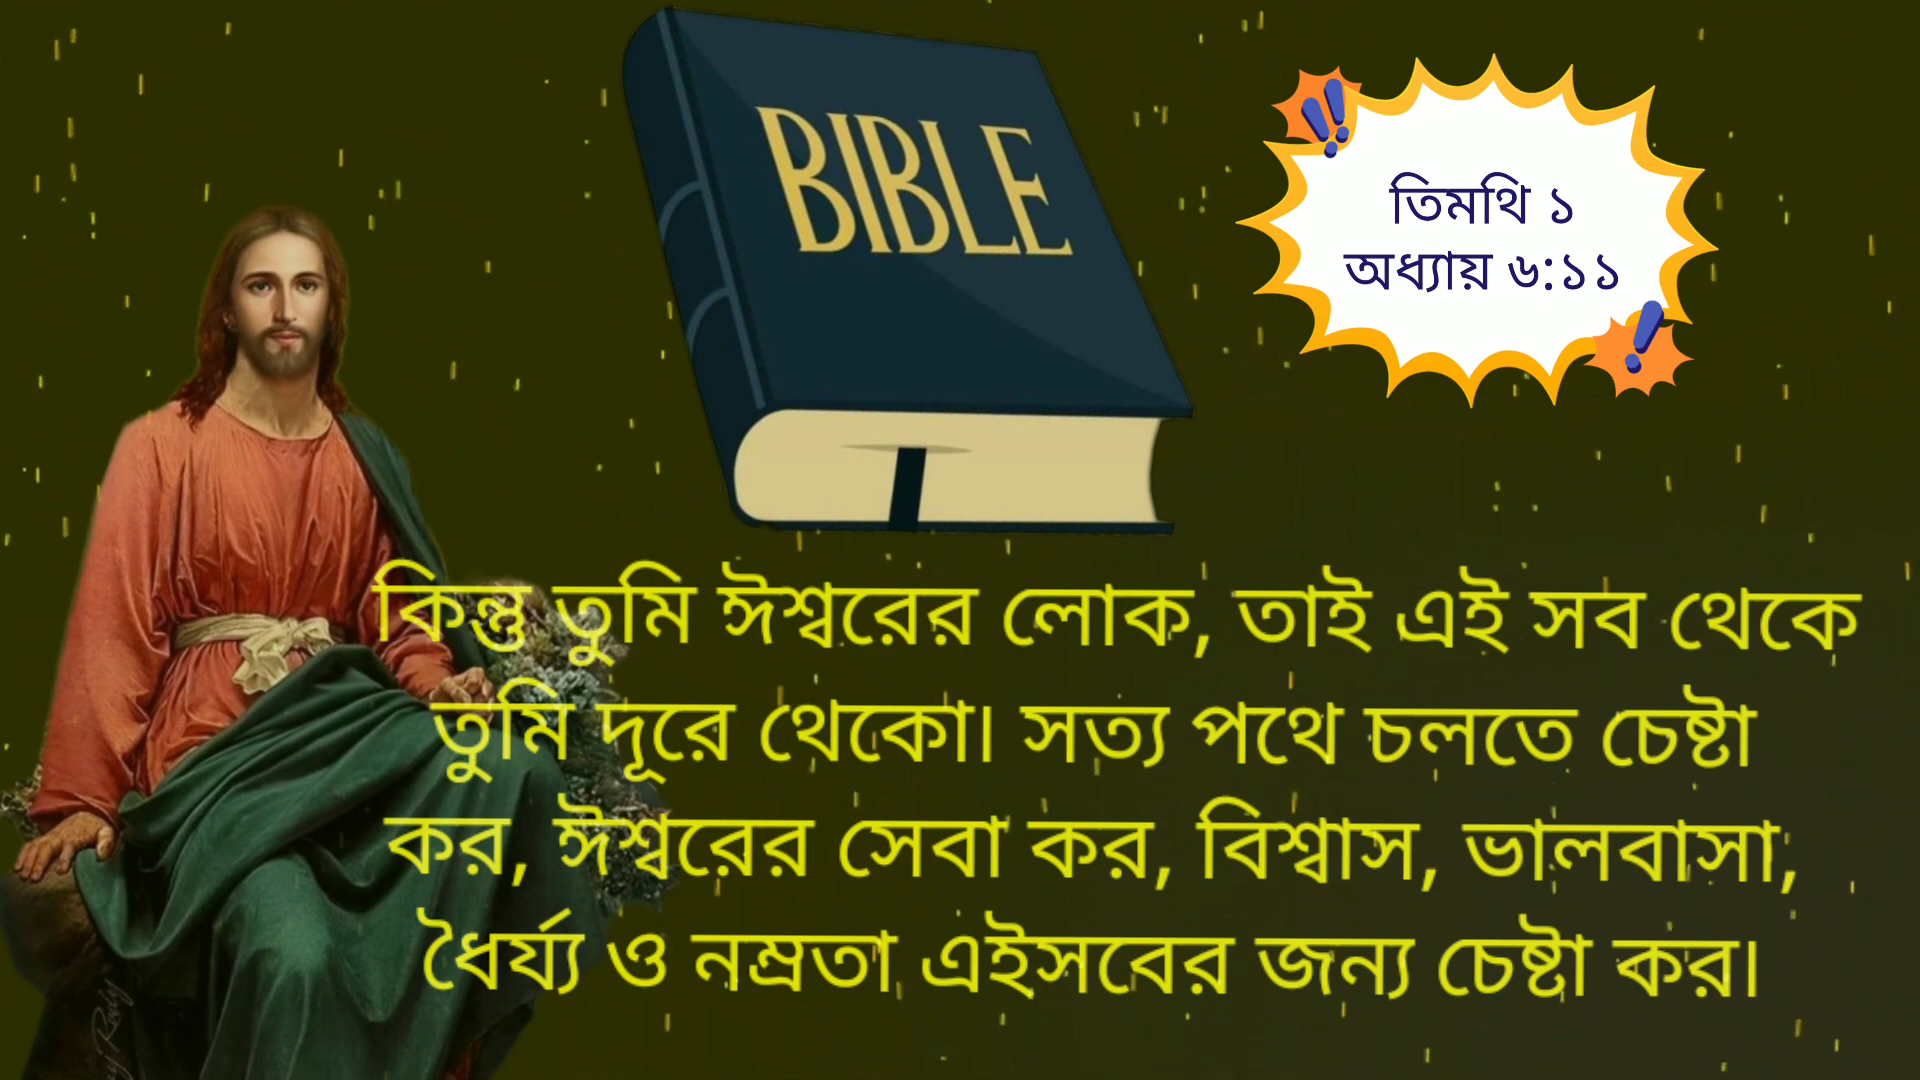 BIBLE
তিমথি ১
অধ্যায় ৬:১১
কিন্তু তুমি ঈশ্বরের লোক, তাই এই সব থেকে
তুমি দূরে থেকো। সত্য পথে চলতে চেষ্টা
কর, ঈশ্বরের সেবা কর, বিশ্বাস, ভালবাসা,
ধৈর্য্য ও নম্রতা এইসবের জন্য চেষ্টা কর।